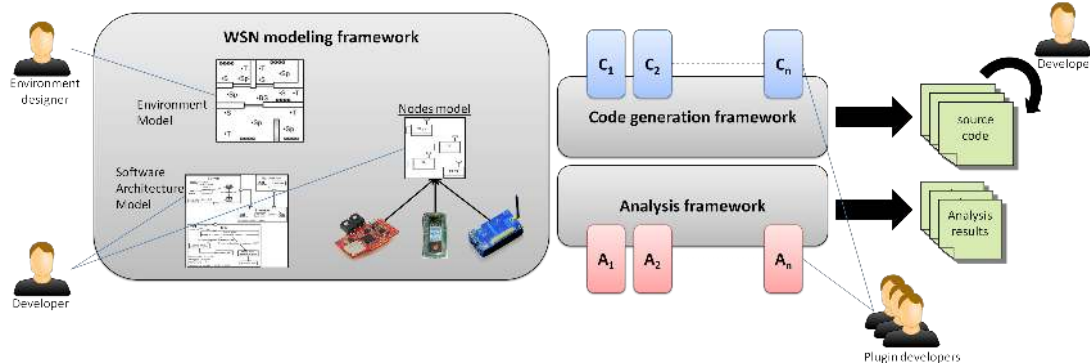 WSN modeling framework
Environment
designer
Environment
Model
Nodes model
Software
Architecture
Model
Developer
C1
C2
Cn
Code generation framework
source
code
Develope
Analysis framework
Analysis
results
A1
A2
An
Plugin developers